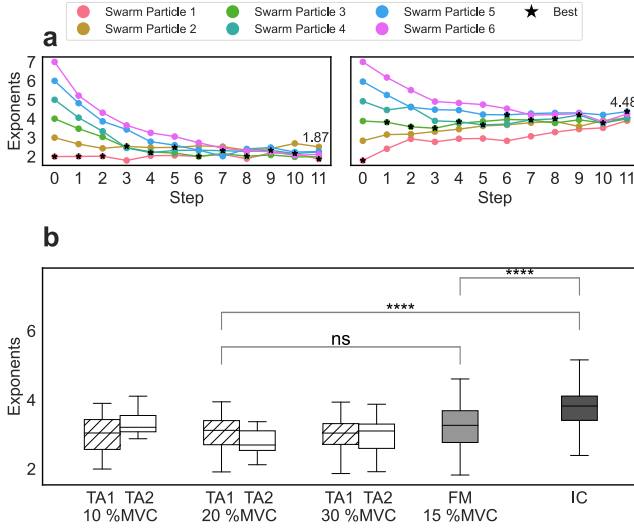 Swarm Particle 1 Swarm Particle 3 Swarm Particle 5 Best
Swarm Particle 2 Swarm Particle 4 Swarm Particle 6
a
Exponents
7
6
5
4
3
2
1.87
0 1 2 3 4 5 6 7 8 9 10 11
Step
4.48
0 1 2 3 4 5 6 7 8 9 10 11
Step
b
Exponents
6
4
2
****
****
ns
TA1 TA2 TA1 TA2 TA1 TA2 FM IC
10 %MVC 20 %MVC 30 %MVC 15 %MVC